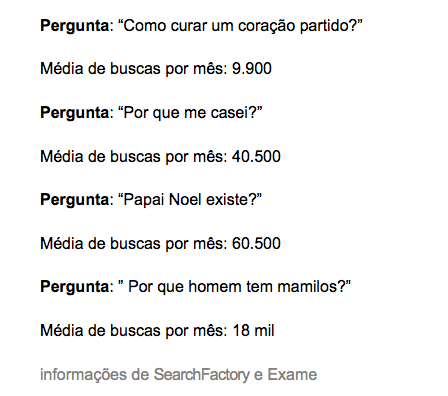 Pergunta: “Como curar um coração partido?”
Média de buscas por mês: 9.900
Pergunta: “Por que me casei?”
Média de buscas por mês: 40.500
Pergunta: “Papai Noel existe?”
Média de buscas por mês: 60.500
Pergunta: ” Por que homem tem mamilos?”
Média de buscas por mês: 18 mil
informações de SearchFactory e Exame